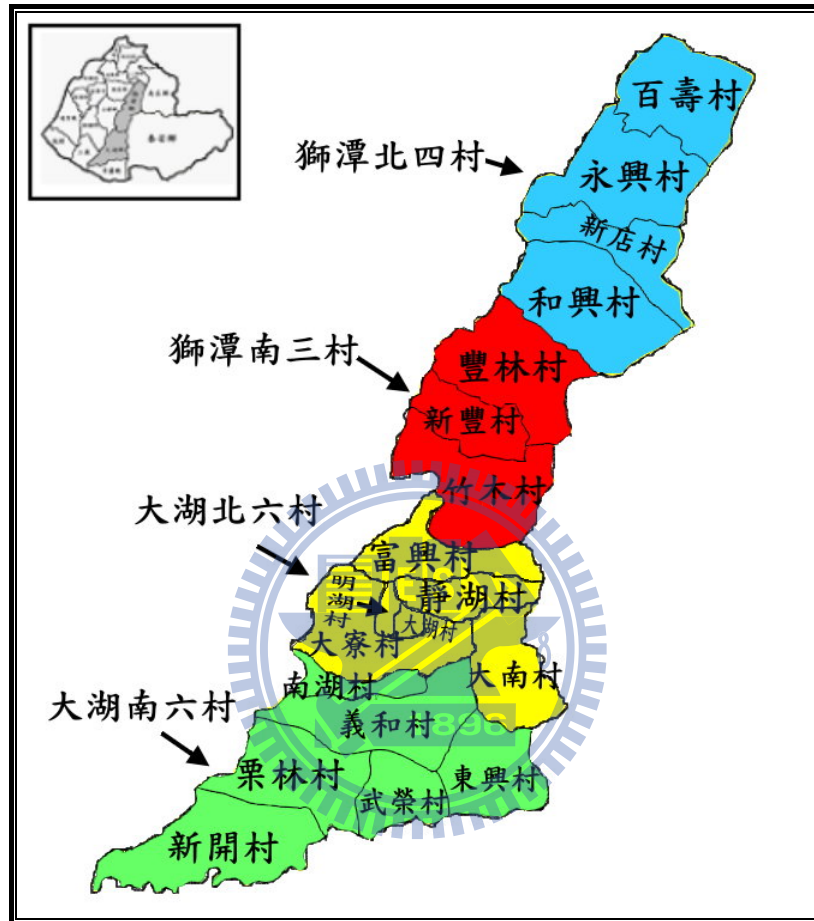 百壽村
獅潭北四村
永興村
新店村
和興村
獅潭南三村
豐林村
新豐村
竹木村
大湖北六村
富興村
明湖村
靜湖村
大湖村
大寮村
大南村
南湖村
大湖南六村
義和村
栗林村
武榮村
東興村
新開村
896